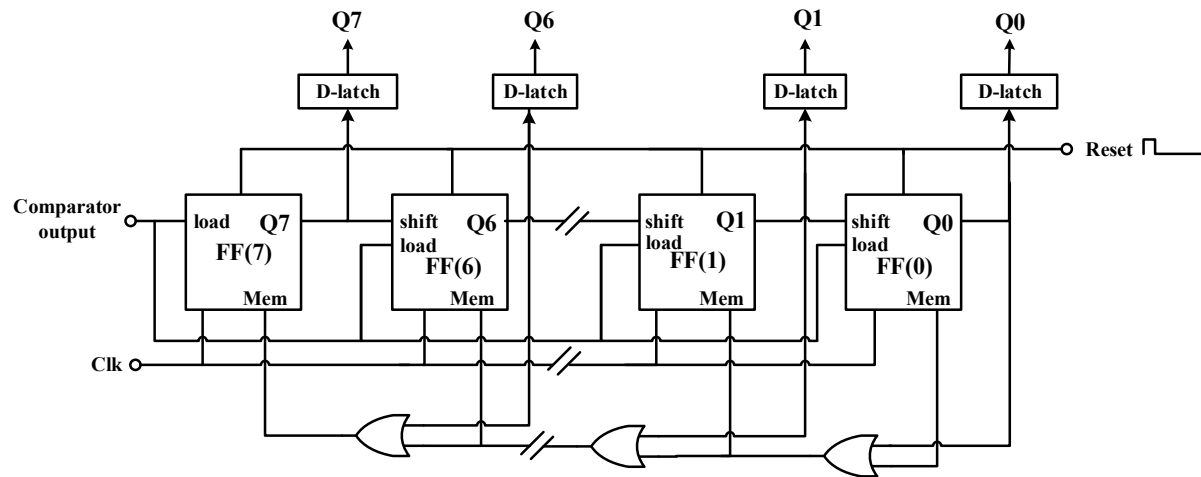 Q7 Q6 Q1 Q0
D-latch D-latch D-latch D-latch
Reset
Comparator
output
load Q7 shift Q6 shift Q1 shift Q0
load load
FF(7) FF(6) FF(1) FF(0)
Mem Mem Mem Mem
Clk